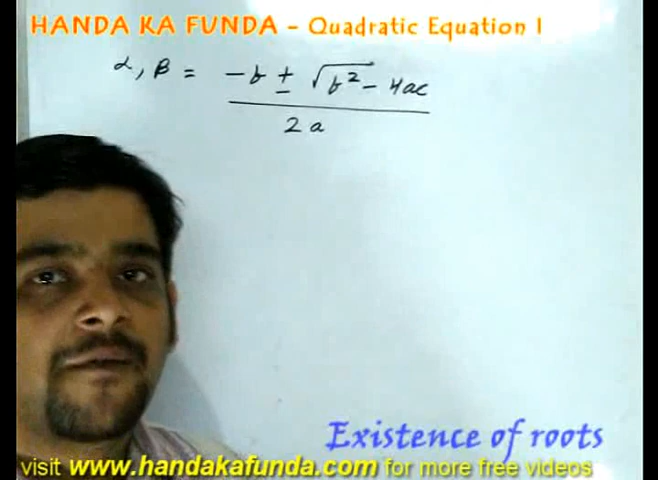 HANDA KA FUNDA - Quadratic Equation I
α, β = -b ± √b² - 4ac
2a
Existence of roots
visit www.handakafunda.com for more free videos